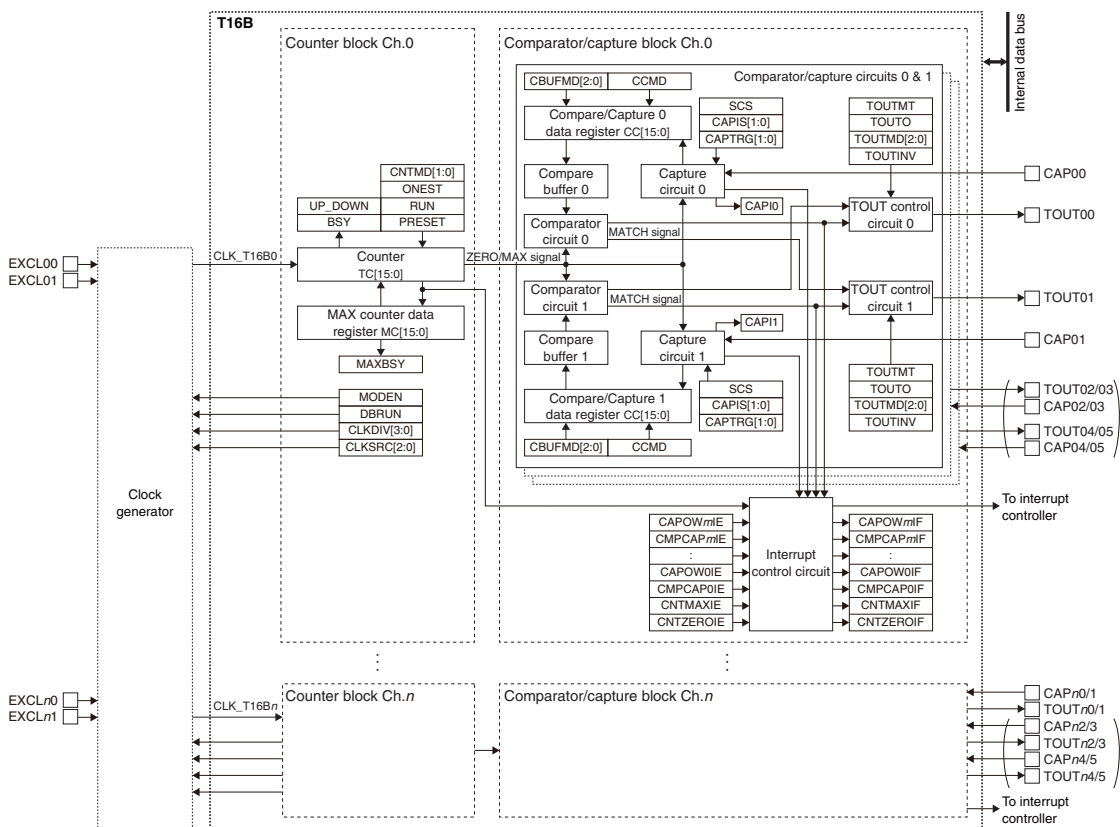 T16B
Counter block Ch.0
Comparator/capture block Ch.0
Internal data bus
Comparator/capture circuits 0 & 1
CBUFMD[2:0]
CCMD
Compare/Capture 0
data register CC[15:0]
SCS
CAPIS[1:0]
CAPTRG[1:0]
TOUTMT
TOUTO
TOUTMD[2:0]
TOUTINV
CNTMD[1:0]
ONEST
RUN
PRESET
UP_DOWN
BSY
Compare
buffer 0
Capture
circuit 0
CAPI0
CAP00
TOUT control
circuit 0
TOUT00
Comparator
circuit 0
MATCH signal
EXCL00
EXCL01
CLK_T16B0
Counter
TC[15:0]
ZERO/MAX signal
Comparator
circuit 1
MATCH signal
TOUT control
circuit 1
TOUT01
MAX counter data
register MC[15:0]
MAXBSY
Compare
buffer 1
Capture
circuit 1
CAPI1
CAP01
MODEN
DBRUN
CLKDIV[3:0]
CLKSRC[2:0]
Compare/Capture 1
data register CC[15:0]
SCS
CAPIS[1:0]
CAPTRG[1:0]
TOUTMT
TOUTO
TOUTMD[2:0]
TOUTINV
CBUFMD[2:0]
CCMD
TOUT02/03
CAP02/03
TOUT04/05
CAP04/05
Clock
generator
To interrupt
controller
CAPOWmIE
CMPCAPmIE
:
CAPOW0IE
CMPCAP0IE
CNTMAXIE
CNTZEROIE
Interrupt
control circuit
CAPOWmIF
CMPCAPmIF
:
CAPOW0IF
CMPCAP0IF
CNTMAXIF
CNTZEROIF
EXCLn0
EXCLn1
CLK_T16Bn
Counter block Ch.n
Comparator/capture block Ch.n
CAPn0/1
TOUTn0/1
CAPn2/3
TOUTn2/3
CAPn4/5
TOUTn4/5
To interrupt
controller